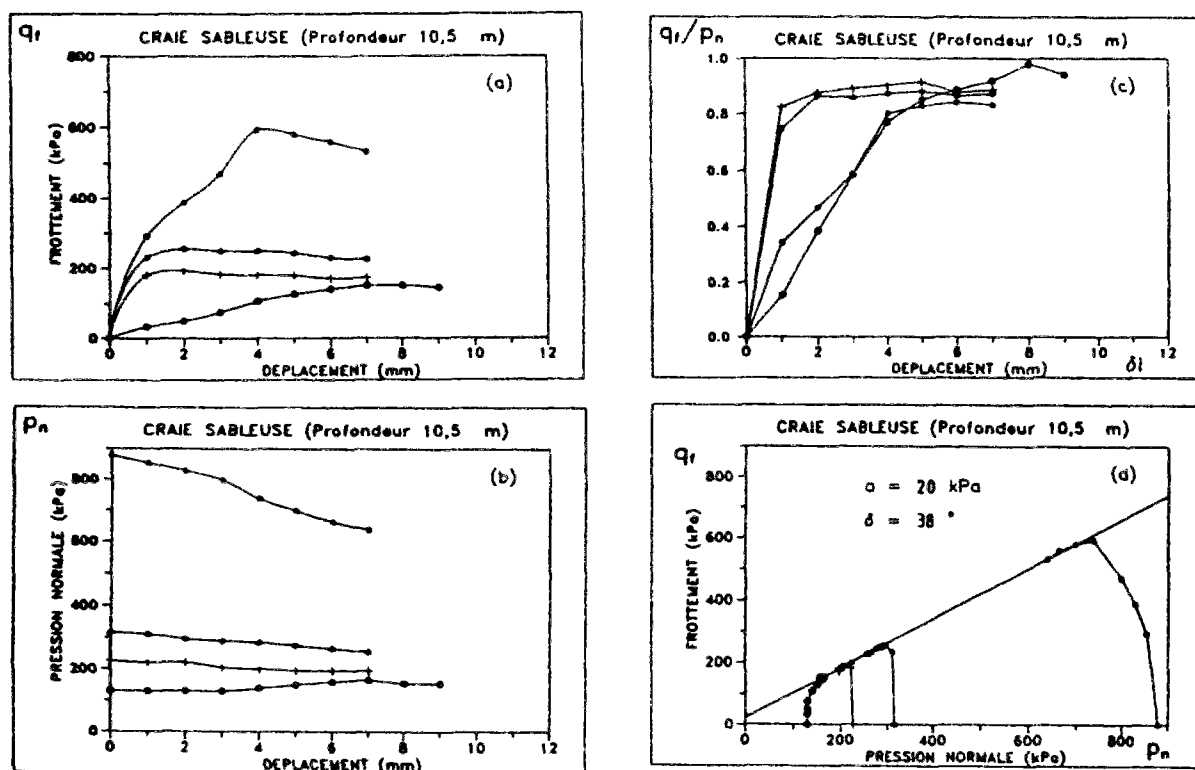 qf
CRAIE SABLEUSE (Profondeur 10,5 m)
(a)
FROTTEMENT (kPa)
800
600
400
200
0
0 2 4 6 8 10 12
DEPLACEMENT (mm)
qf/pn
CRAIE SABLEUSE (Profondeur 10,5 m)
(c)
1.0
0.8
0.6
0.4
0.2
0.0
0 2 4 6 8 10 12
DEPLACEMENT (mm)
δl
Pn
CRAIE SABLEUSE (Profondeur 10,5 m)
(b)
PRESSION NORMALE (kPa)
800
600
400
200
0
0 2 4 6 8 10 12
DEPLACEMENT (mm)
qf
CRAIE SABLEUSE (Profondeur 10,5 m)
(d)
a = 20 kPa
δ = 38 °
FROTTEMENT (kPa)
800
600
400
200
0
0 200 400 600 800
PRESSION NORMALE (kPa)
Pn